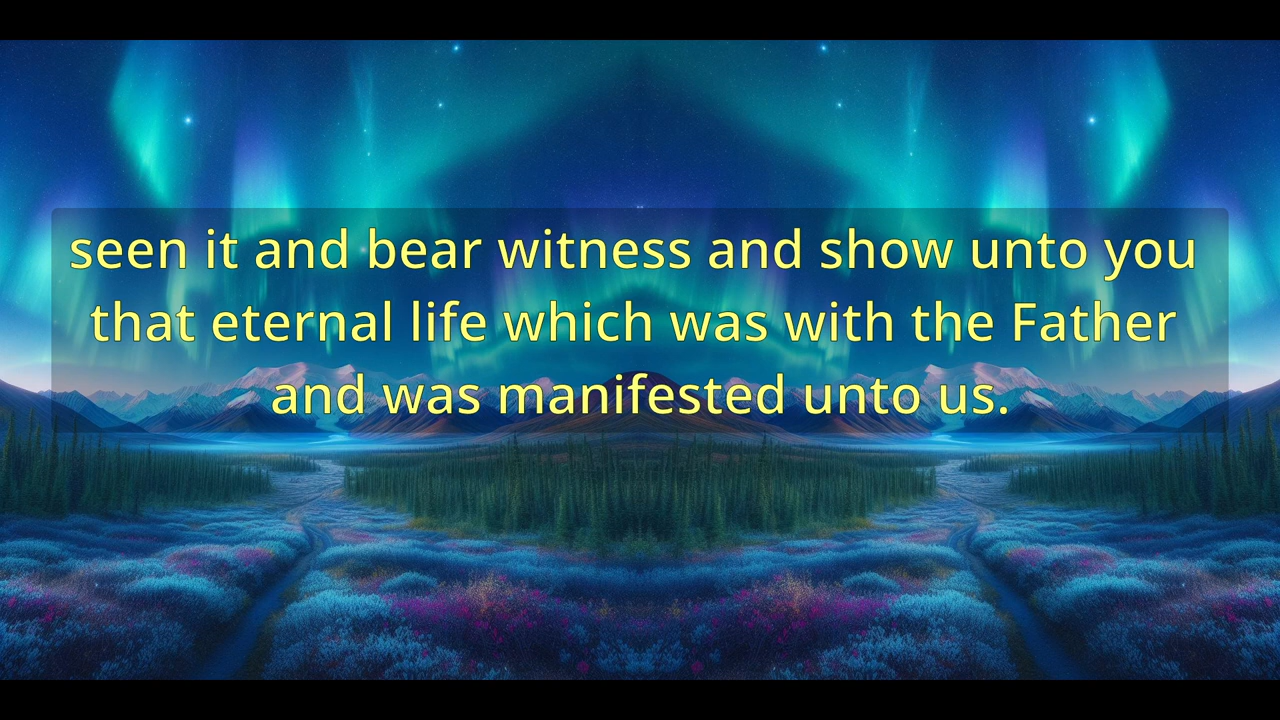 seen it and bear witness and show unto you
that eternal life which was with the Father
and was manifested unto us.